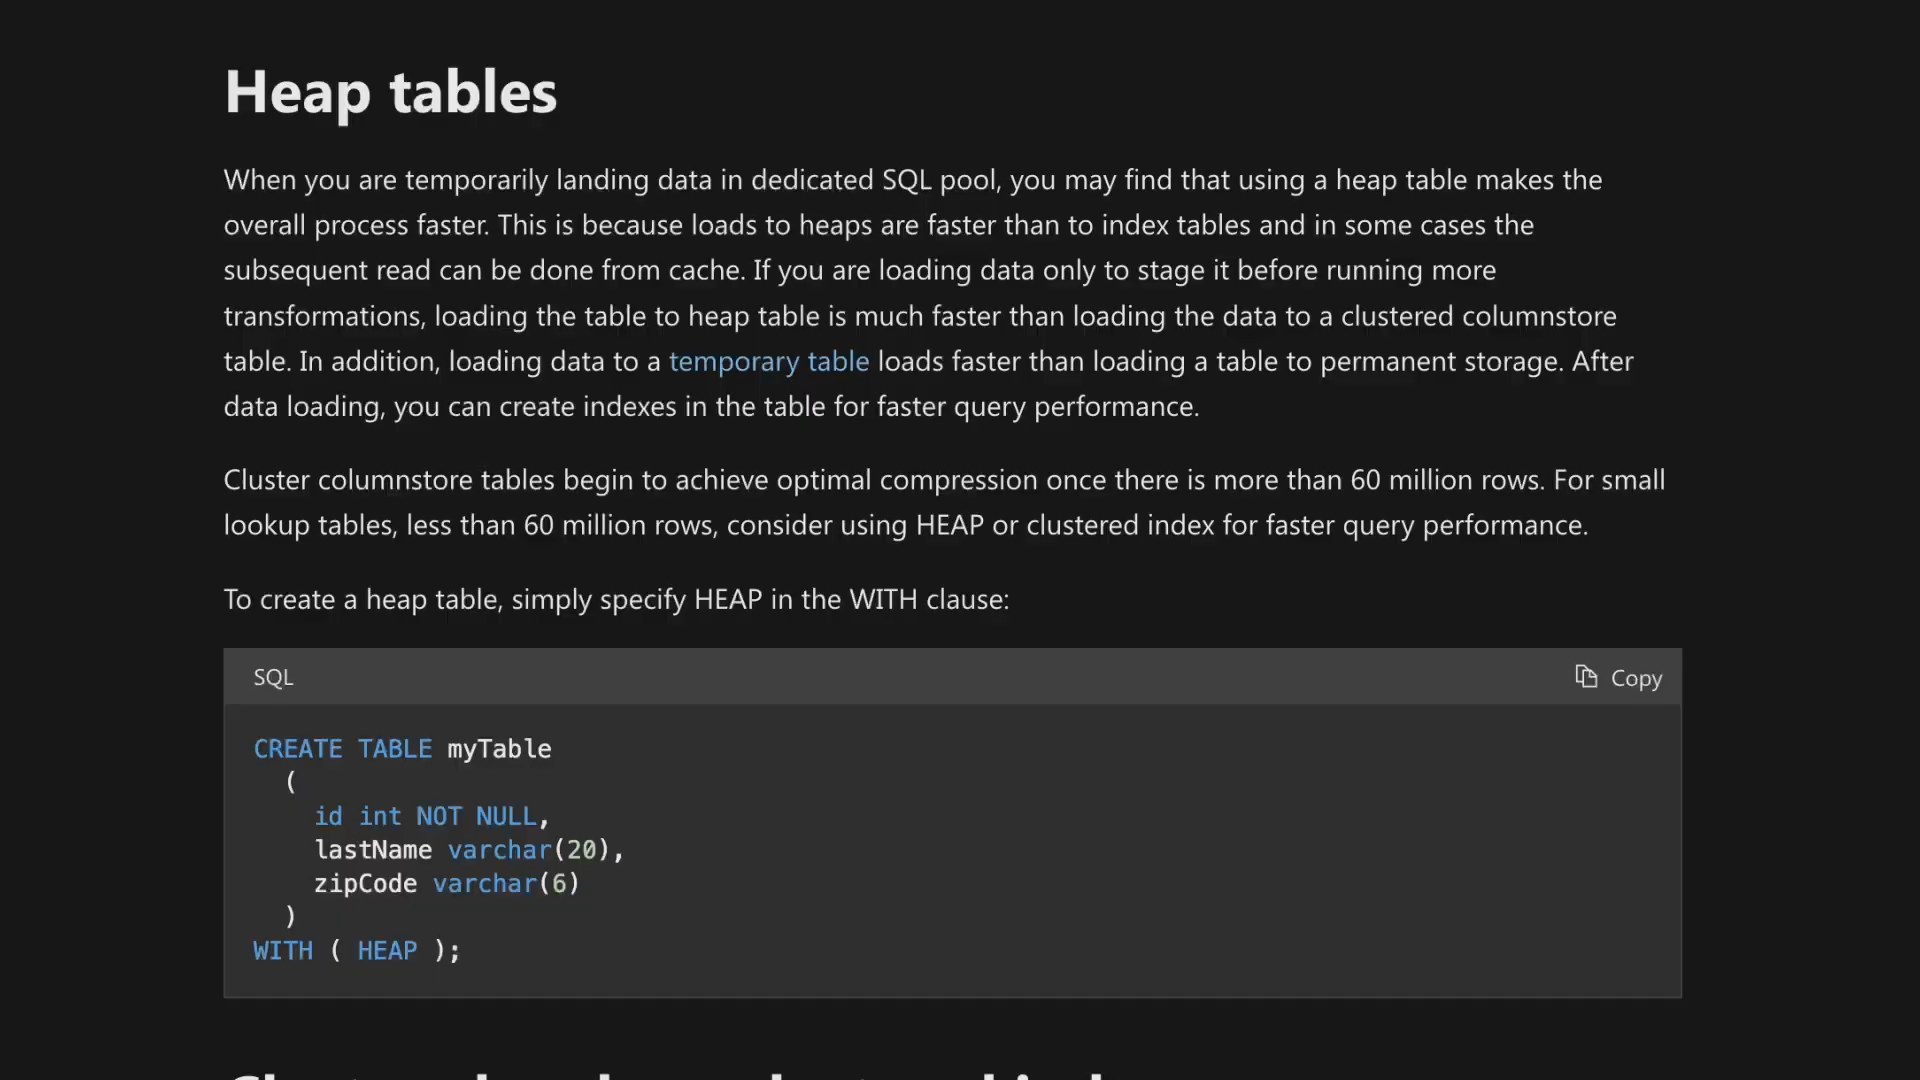 Heap tables
When you are temporarily landing data in dedicated SQL pool, you may find that using a heap table makes the
overall process faster. This is because loads to heaps are faster than to index tables and in some cases the
subsequent read can be done from cache. If you are loading data only to stage it before running more
transformations, loading the table to heap table is much faster than loading the data to a clustered columnstore
table. In addition, loading data to a temporary table loads faster than loading a table to permanent storage. After
data loading, you can create indexes in the table for faster query performance.
Cluster columnstore tables begin to achieve optimal compression once there is more than 60 million rows. For small
lookup tables, less than 60 million rows, consider using HEAP or clustered index for faster query performance.
To create a heap table, simply specify HEAP in the WITH clause:
SQL
Copy
CREATE TABLE myTable
(
id int NOT NULL,
lastName varchar(20),
zipCode varchar(6)
)
WITH ( HEAP );